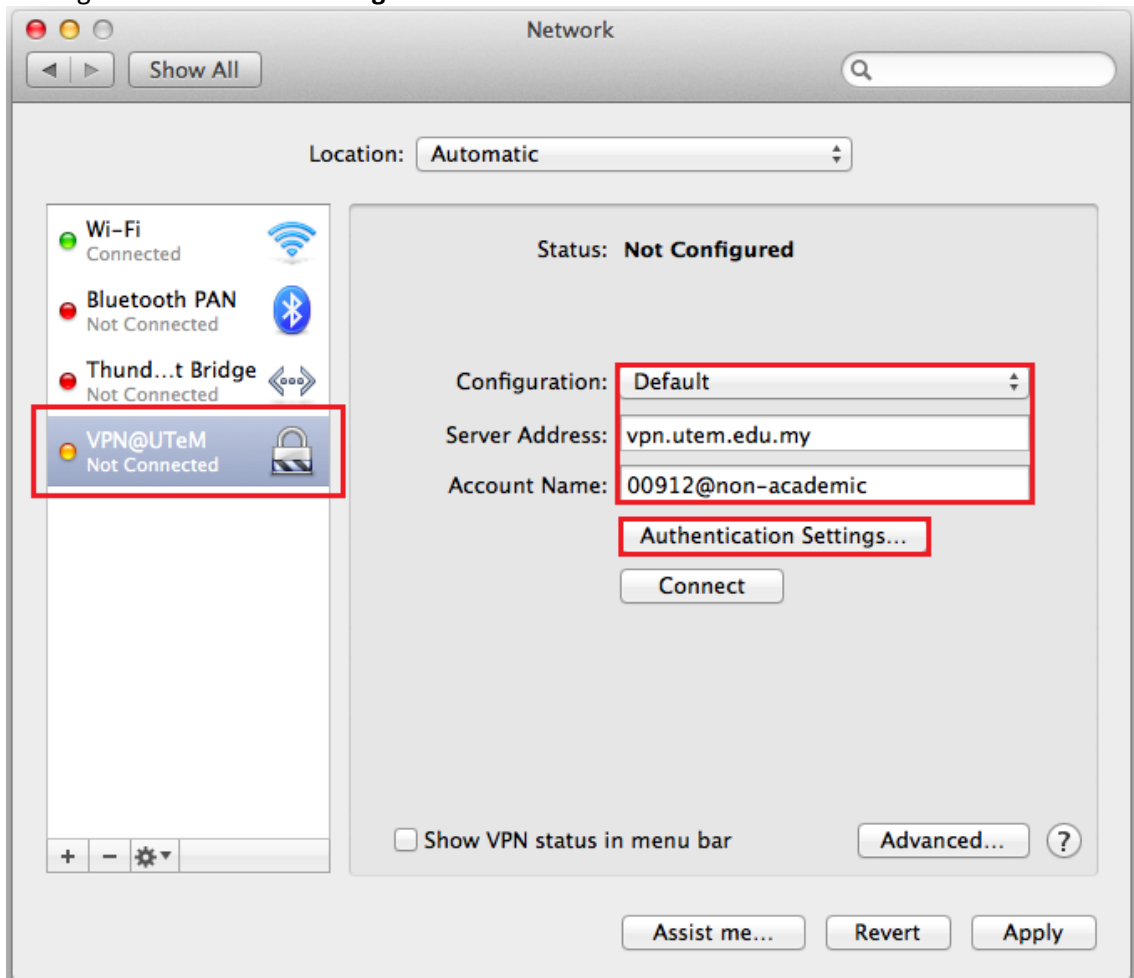 Network
Show All
Location: Automatic
Wi-Fi
Connected
Bluetooth PAN
Not Connected
Thund...t Bridge
Not Connected
VPN@UTeM
Not Connected
Status: Not Configured
Configuration: Default
Server Address: vpn.utem.edu.my
Account Name: 00912@non-academic
Authentication Settings...
Connect
Show VPN status in menu bar
Advanced... ?
+ -
Assist me... Revert Apply